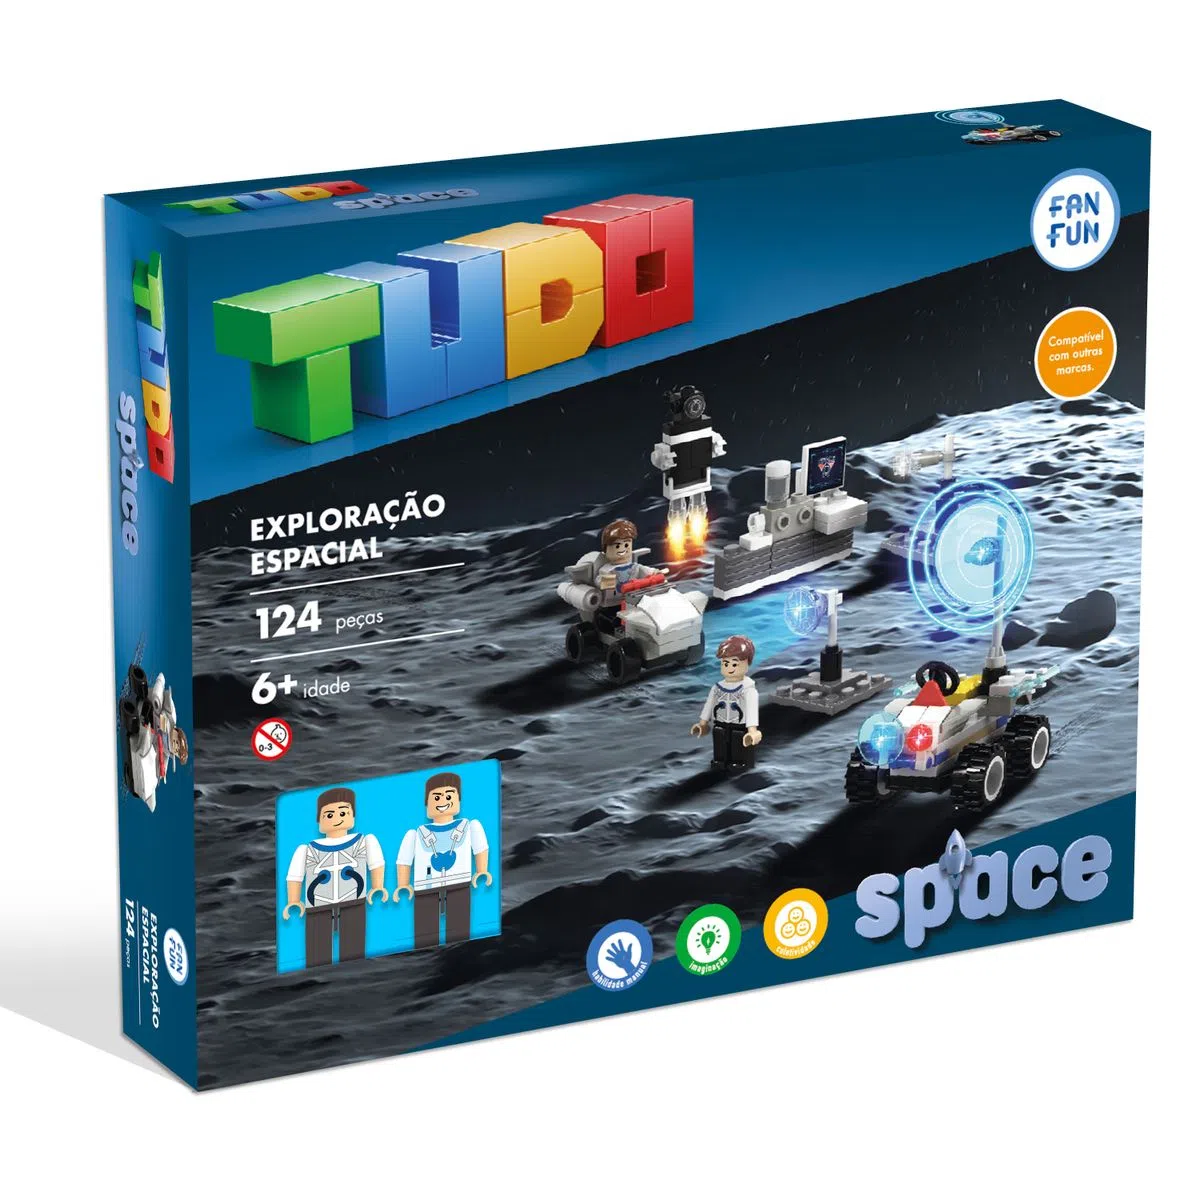 TUDO space
TUDO
FAN
FUN
Compatível
com outras
marcas.
EXPLORAÇÃO
ESPACIAL
124 peças
6+ idade
0-3
habilidade manual
imaginação
coletividade
space
TUDO space
FAN
FUN
EXPLORAÇÃO
ESPACIAL
124 peças